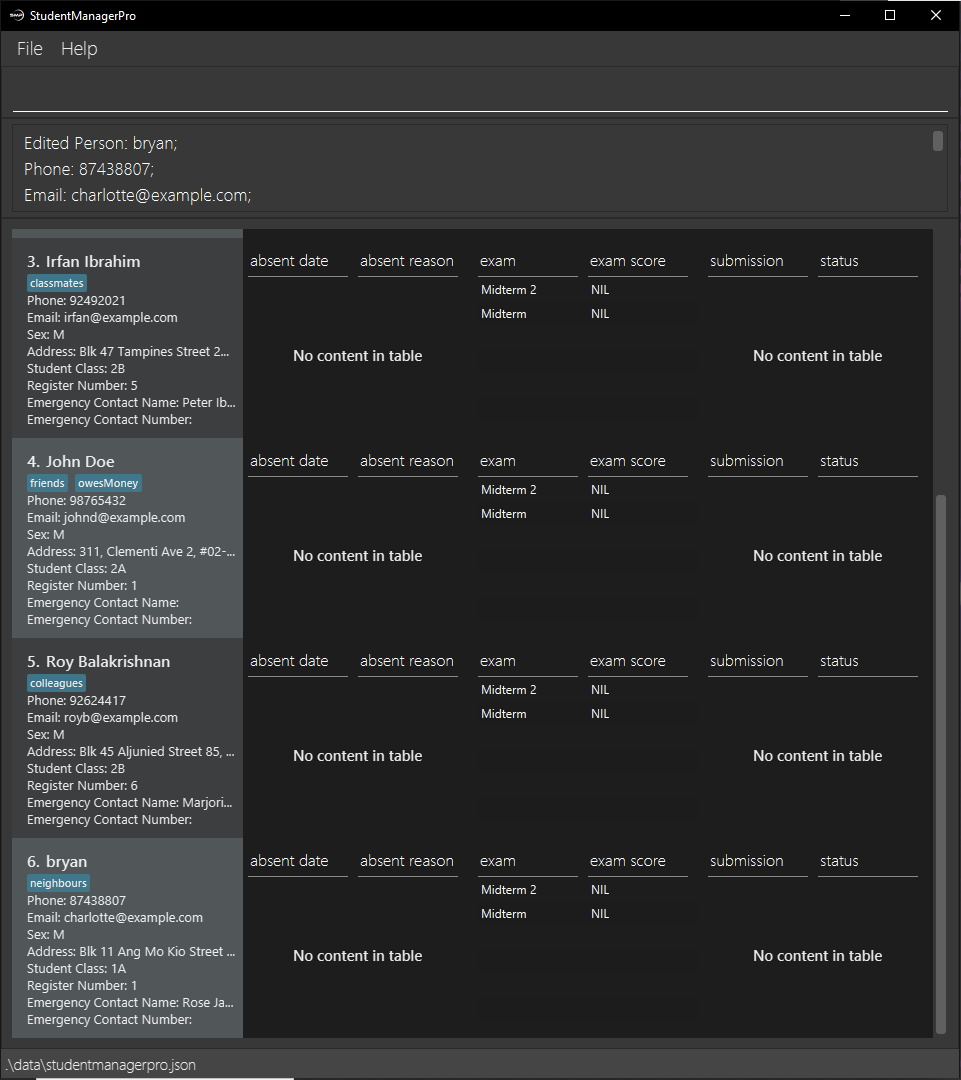 StudentManagerPro
File Help
Edited Person: bryan;
Phone: 87438807;
Email: charlotte@example.com;
3. Irfan Ibrahim
classmates
Phone: 92492021
Email: irfan@example.com
Sex: M
Address: Blk 47 Tampines Street 2...
Student Class: 2B
Register Number: 5
Emergency Contact Name: Peter Ib...
Emergency Contact Number:
absent date absent reason exam exam score submission status
Midterm 2 NIL
Midterm NIL
No content in table No content in table
4. John Doe
friends owesMoney
Phone: 98765432
Email: johnd@example.com
Sex: M
Address: 311, Clementi Ave 2, #02-...
Student Class: 2A
Register Number: 1
Emergency Contact Name:
Emergency Contact Number:
absent date absent reason exam exam score submission status
Midterm 2 NIL
Midterm NIL
No content in table No content in table
5. Roy Balakrishnan
colleagues
Phone: 92624417
Email: royb@example.com
Sex: M
Address: Blk 45 Aljunied Street 85, ...
Student Class: 2B
Register Number: 6
Emergency Contact Name: Marjori...
Emergency Contact Number:
absent date absent reason exam exam score submission status
Midterm 2 NIL
Midterm NIL
No content in table No content in table
6. bryan
neighbours
Phone: 87438807
Email: charlotte@example.com
Sex: M
Address: Blk 11 Ang Mo Kio Street ...
Student Class: 1A
Register Number: 1
Emergency Contact Name: Rose Ja...
Emergency Contact Number:
absent date absent reason exam exam score submission status
Midterm 2 NIL
Midterm NIL
No content in table No content in table
.\data\studentmanagerpro.json